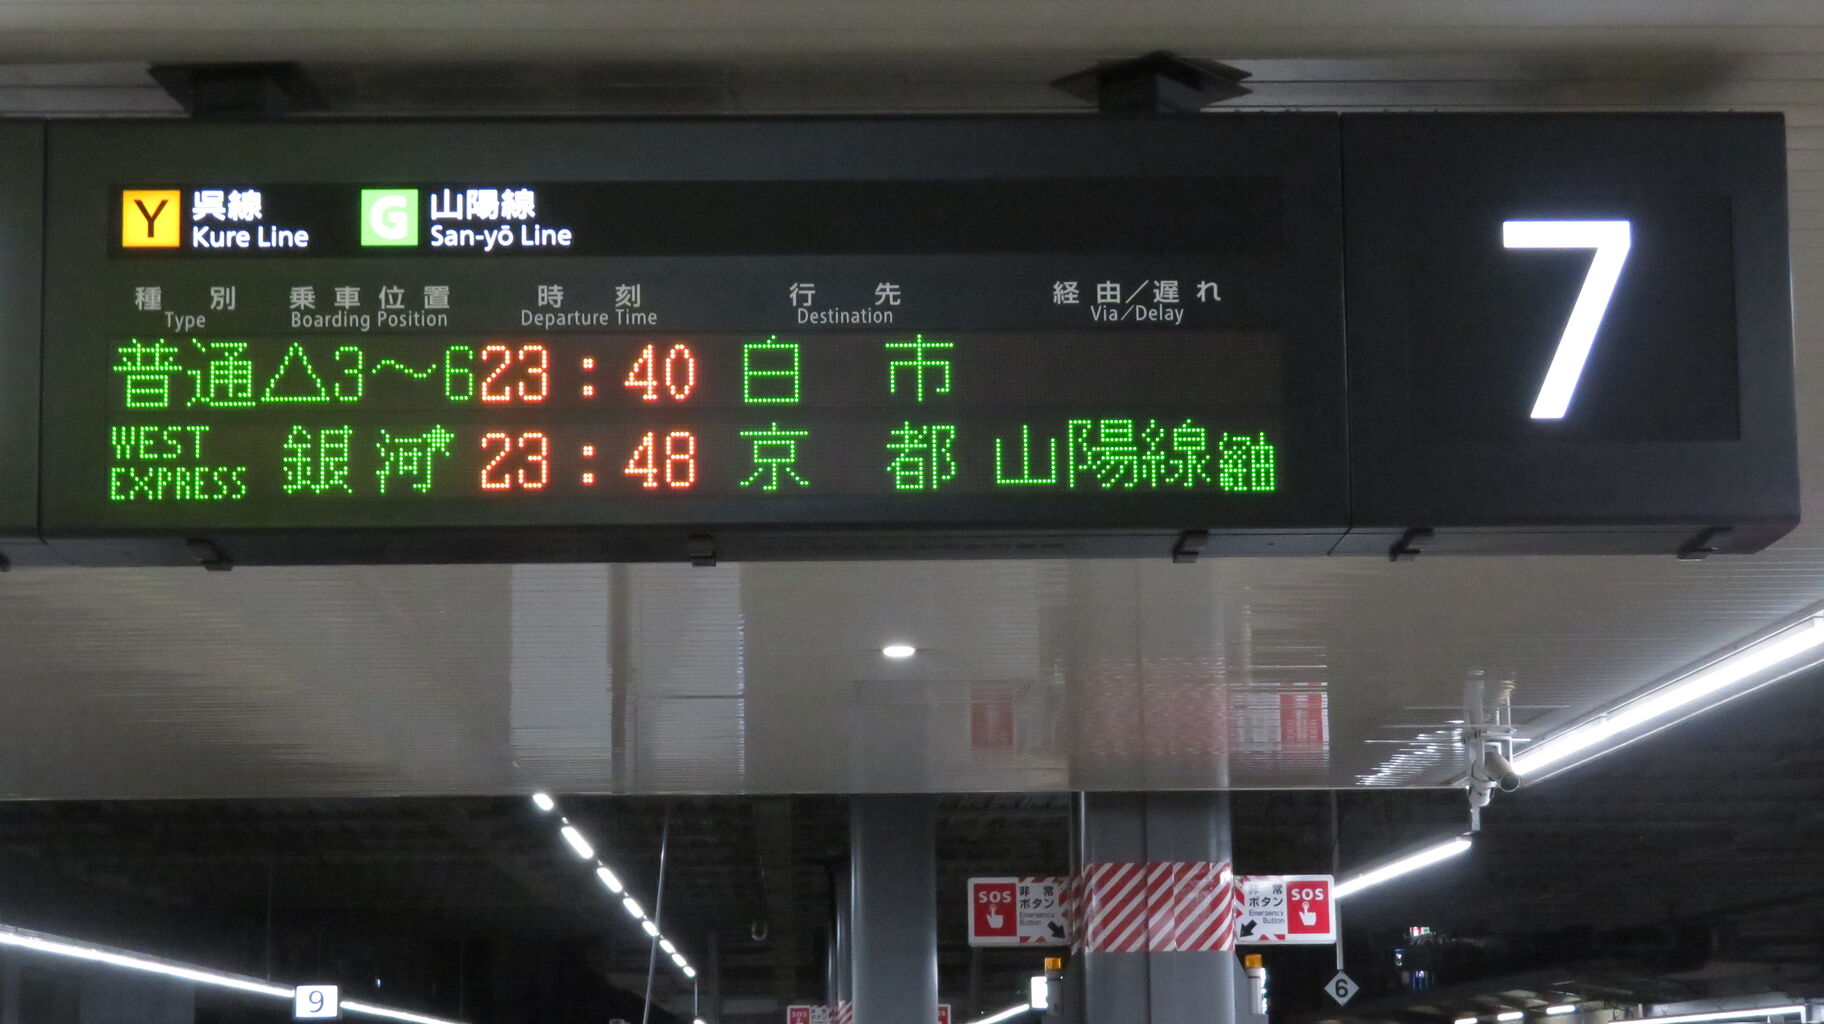 Y 呉線 G 山陽線
Kure Line San-yō Line
7
種別 乗車位置 時刻 行先 経由/遅れ
Type Boarding Position Departure Time Destination Via/Delay
普通 △3〜6 23:40 白市
WEST EXPRESS 銀河 23:48 京都 山陽線経由
SOS 非常ボタン Emergency Button
非常ボタン Emergency Button SOS
9
6
SOS